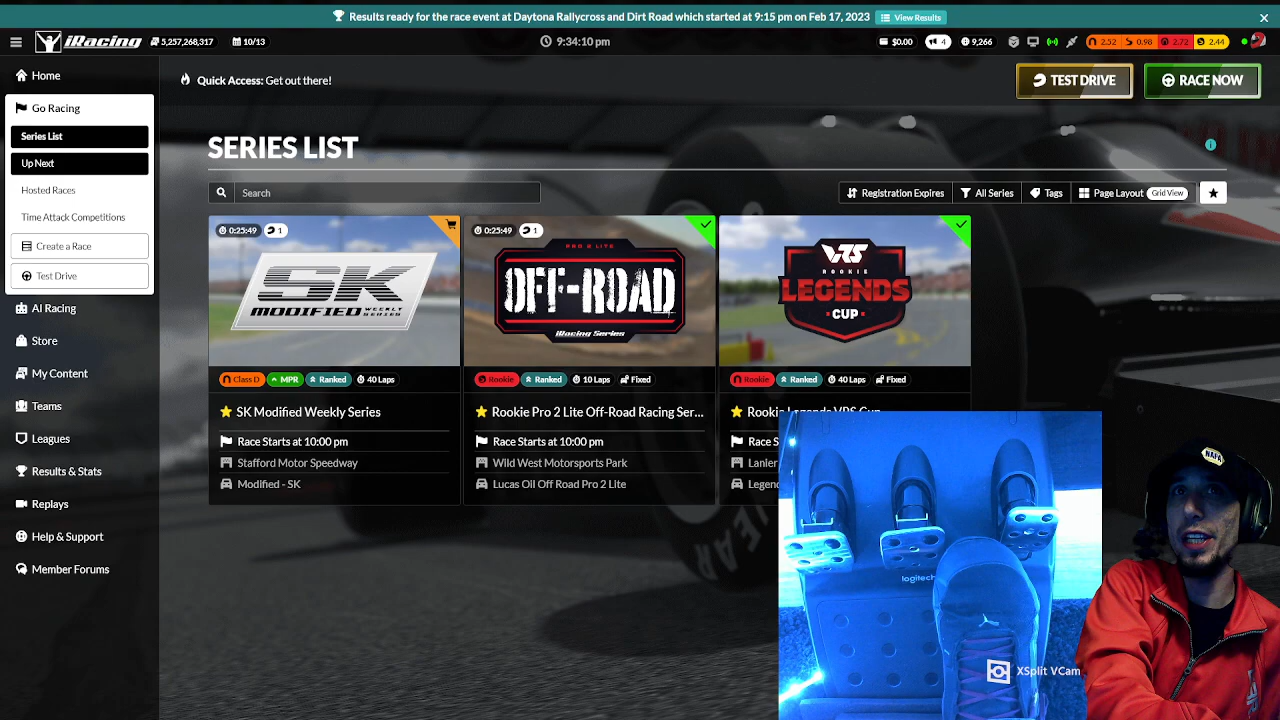 Results ready for the race event at Daytona Rallycross and Dirt Road which started at 9:15 pm on Feb 17, 2023 View Results
iRacing 5,257,268,317 10/13 9:34:10 pm $0.00 4 9,266 2.52 0.98 2.72 2.44
Home
Go Racing
Series List
Up Next
Hosted Races
Time Attack Competitions
Create a Race
Test Drive
AI Racing
Store
My Content
Teams
Leagues
Results & Stats
Replays
Help & Support
Member Forums
Quick Access: Get out there!
TEST DRIVE RACE NOW
SERIES LIST
Search Registration Expires All Series Tags Page Layout Grid View
0:25:49 1
SK
MODIFIED WEEKLY SERIES
Class D MPR Ranked 40 Laps
SK Modified Weekly Series
Race Starts at 10:00 pm
Stafford Motor Speedway
Modified - SK
0:25:49 1
PRO 2 LITE
OFF-ROAD
iRacing Series
Rookie Ranked 10 Laps Fixed
Rookie Pro 2 Lite Off-Road Racing Ser...
Race Starts at 10:00 pm
Wild West Motorsports Park
Lucas Oil Off Road Pro 2 Lite
VRS
ROOKIE
LEGENDS
CUP
Rookie Ranked 40 Laps Fixed
Rookie Legends VRS Cup
Race S
Lanier
Legen
logitech
XSplit VCam
NAPA